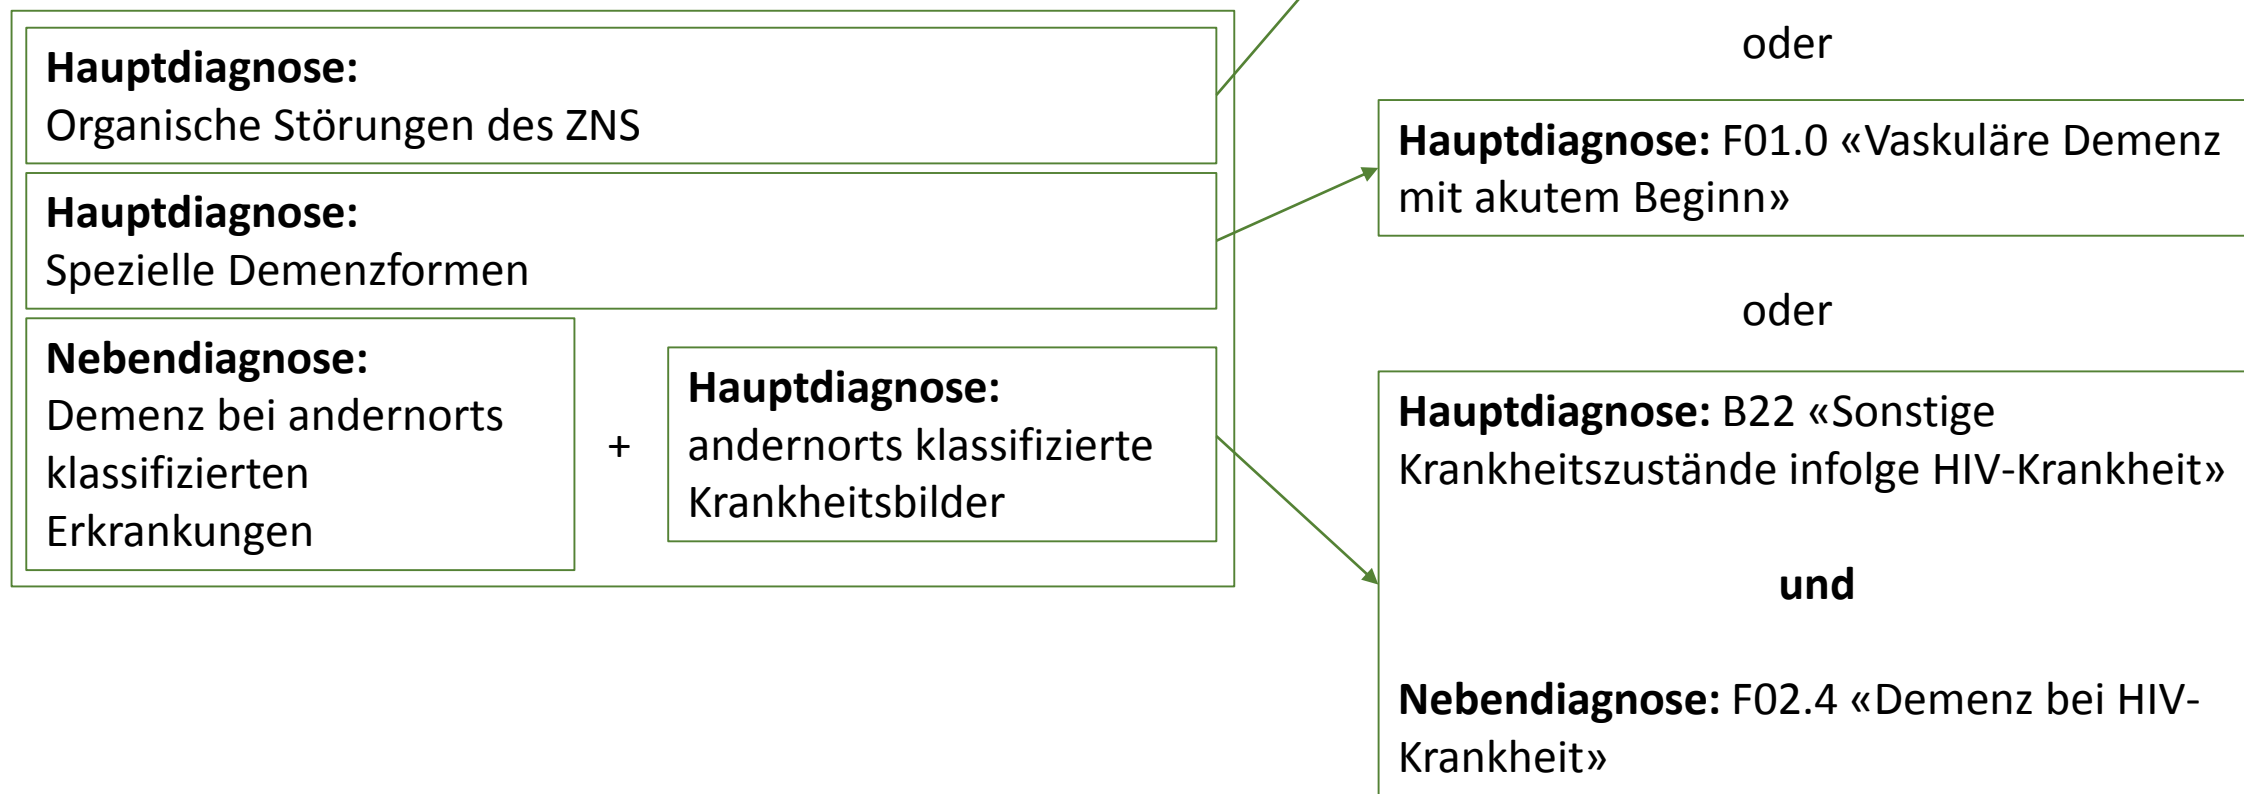 Hauptdiagnose:
Organische Störungen des ZNS
Hauptdiagnose:
Spezielle Demenzformen
Nebendiagnose:
Demenz bei andernorts
klassifizierten
Erkrankungen
+
Hauptdiagnose:
andernorts klassifizierte
Krankheitsbilder
oder
Hauptdiagnose: F01.0 «Vaskuläre Demenz
mit akutem Beginn»
oder
Hauptdiagnose: B22 «Sonstige
Krankheitszustände infolge HIV-Krankheit»
und
Nebendiagnose: F02.4 «Demenz bei HIV-
Krankheit»